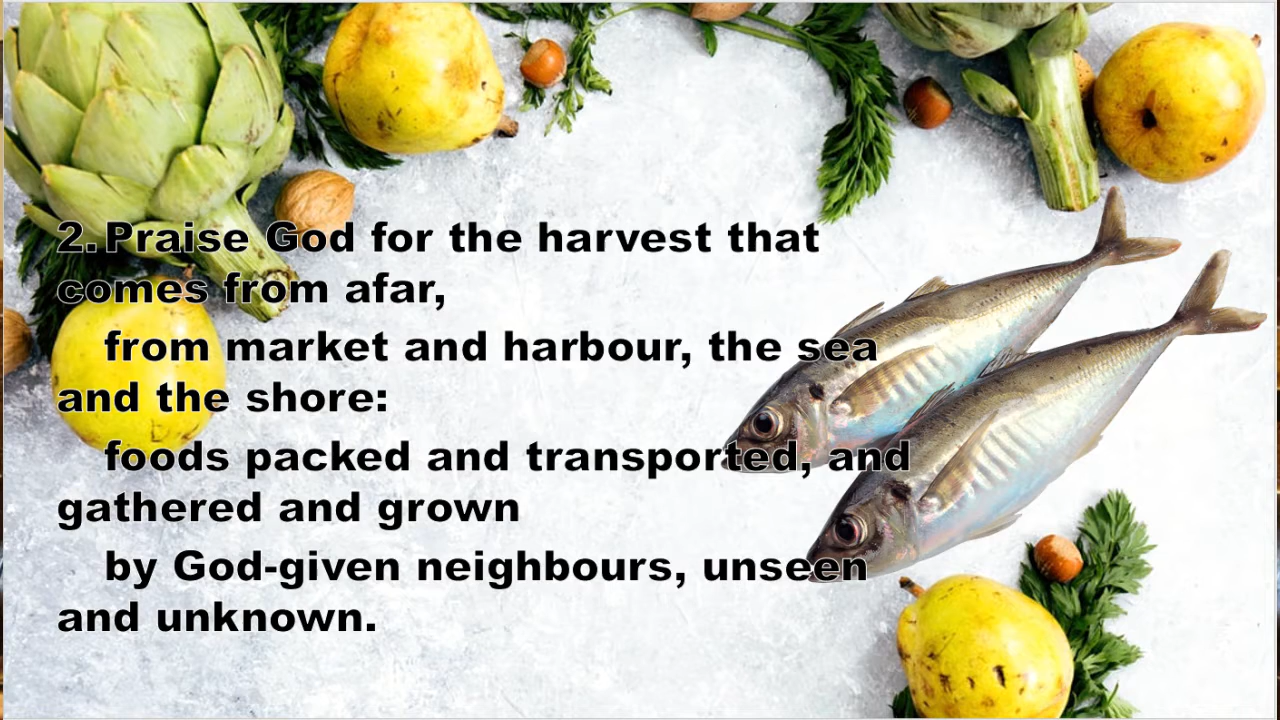 2. Praise God for the harvest that
comes from afar,
from market and harbour, the sea
and the shore:
foods packed and transported, and
gathered and grown
by God-given neighbours, unseen
and unknown.